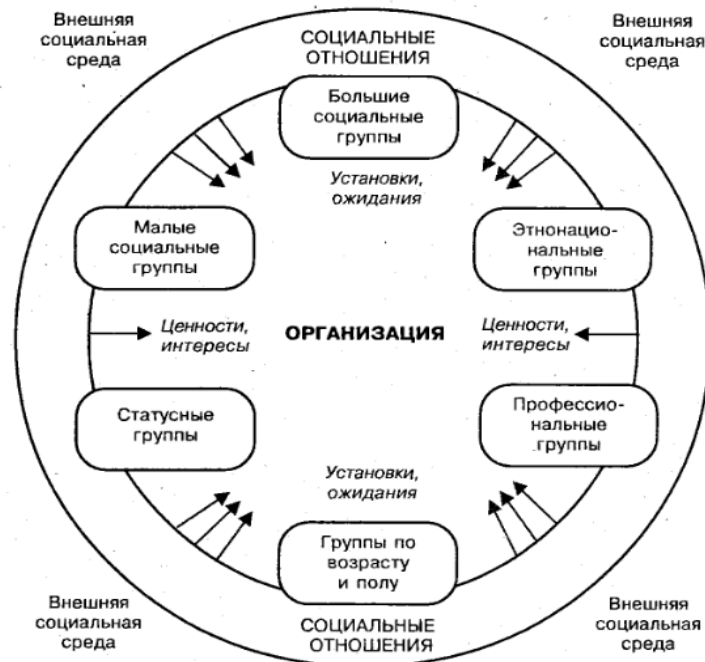 Внешняя
социальная
среда
СОЦИАЛЬНЫЕ
ОТНОШЕНИЯ
Внешняя
социальная
среда
Большие
социальные
группы
Установки,
ожидания
Малые
социальные
группы
Этнонацио-
нальные
группы
Ценности,
интересы
ОРГАНИЗАЦИЯ
Ценности,
интересы
Статусные
группы
Профессио-
нальные
группы
Установки,
ожидания
Группы по
возрасту
и полу
Внешняя
социальная
среда
СОЦИАЛЬНЫЕ
ОТНОШЕНИЯ
Внешняя
социальная
среда